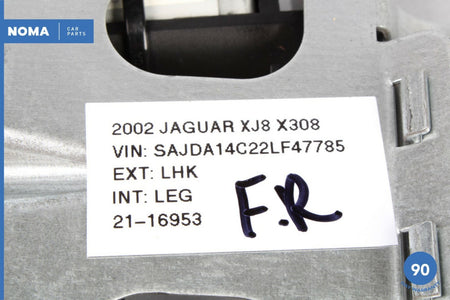 NOMA CAR PARTS
2002 JAGUAR XJ8 X308
VIN: SAJDA14C22LF47785
EXT: LHK
INT: LEG
21-16953
F.R
90